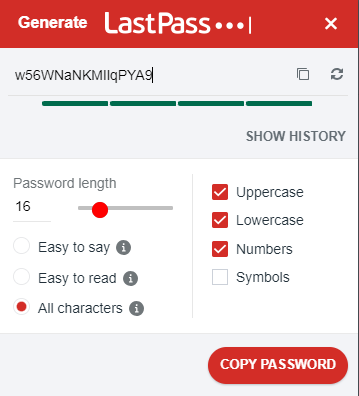 Generate LastPass•••|
SHOW HISTORY
Password length
16
Easy to say
Easy to read
All characters
Uppercase
Lowercase
Numbers
Symbols
COPY PASSWORD